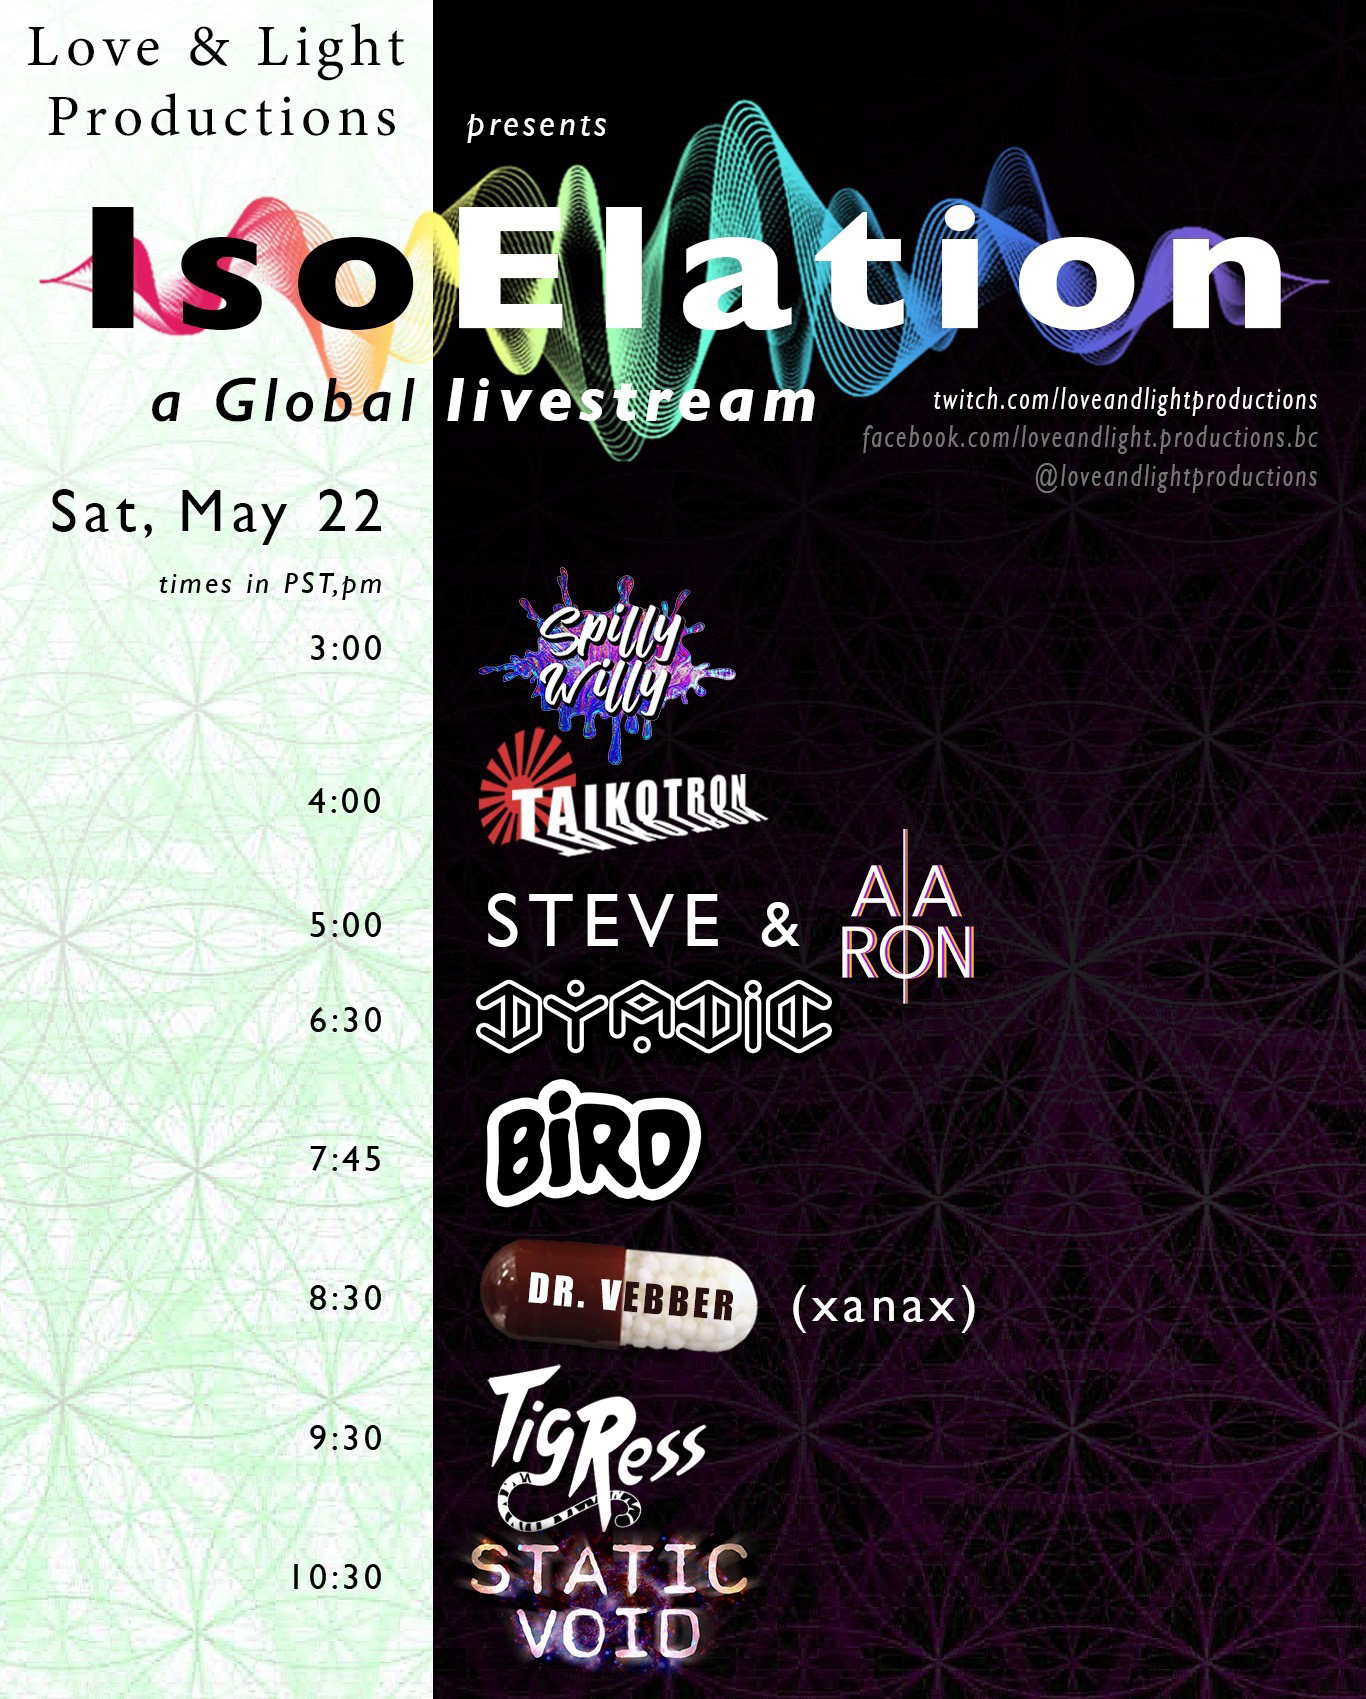 Love & Light
Productions
presents
IsoElation
a Global livestream
twitch.com/loveandlightproductions
facebook.com/loveandlight.productions.bc
@loveandlightproductions
Sat, May 22
times in PST,pm
3:00
Spilly
Willy
4:00
TAIKOTRON
5:00
STEVE & AARON
6:30
DYADIC
7:45
BiRD
8:30
DR. VEBBER (xanax)
9:30
TigRess
10:30
STATIC
VOID